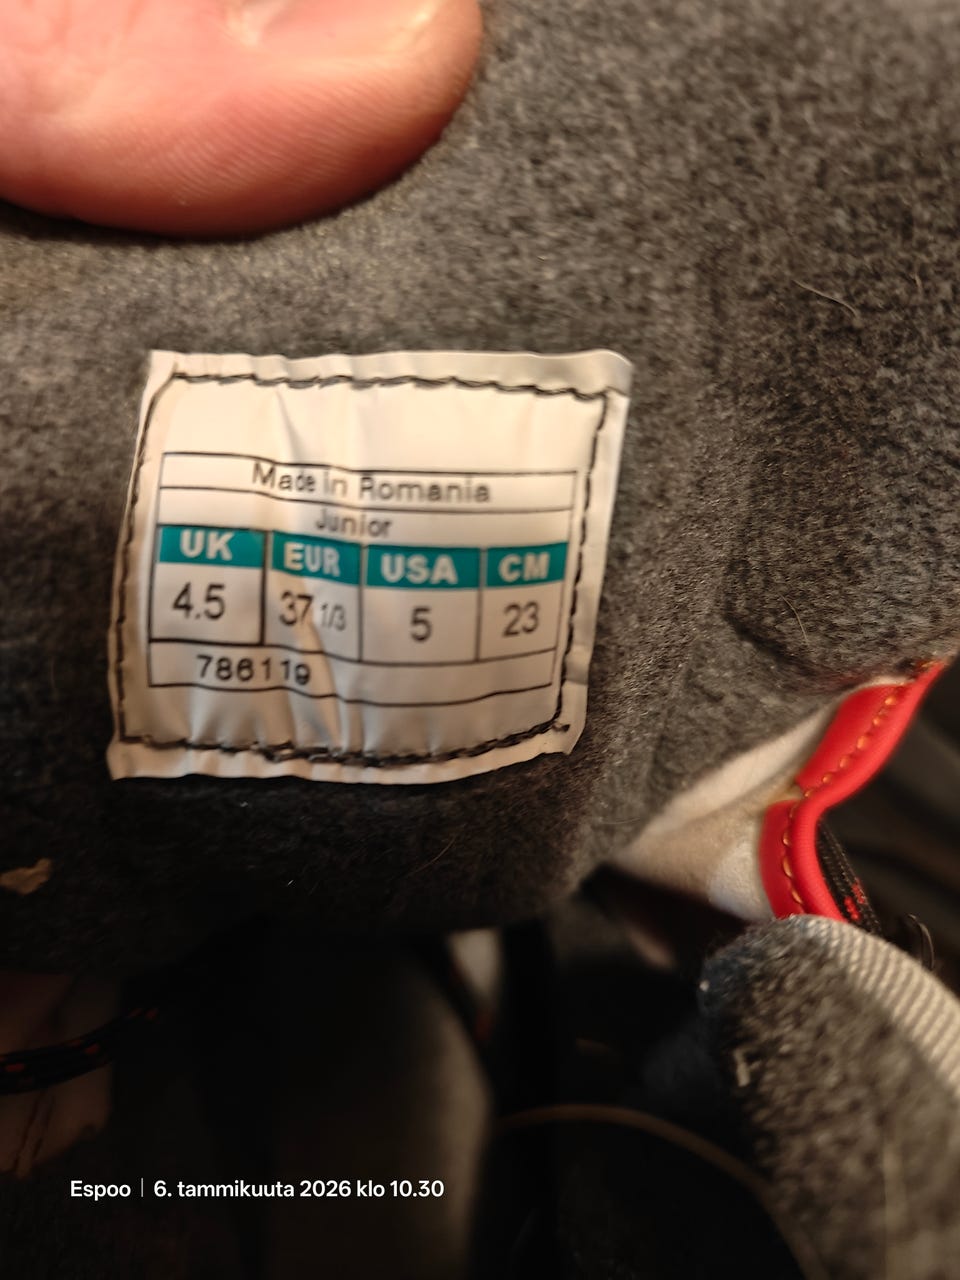 Made in Romania
Junior
UK EUR USA CM
4.5 37 1/3 5 23
786119
Espoo | 6. tammikuuta 2026 klo 10.30